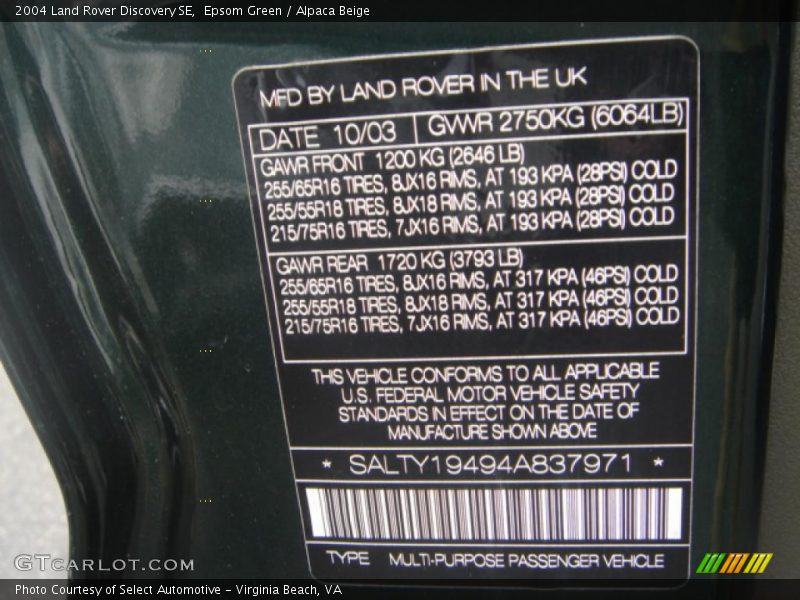 2004 Land Rover Discovery SE,  Epsom Green / Alpaca Beige
MFD BY LAND ROVER IN THE UK
DATE 10/03 GVWR 2750KG (6064LB)
GAWR FRONT 1200 KG (2646 LB)
255/65R16 TIRES, 8JX16 RIMS, AT 193 KPA (28PSI) COLD
255/55R18 TIRES, 8JX18 RIMS, AT 193 KPA (28PSI) COLD
215/75R16 TIRES, 7JX16 RIMS, AT 193 KPA (28PSI) COLD
GAWR REAR 1720 KG (3793 LB)
255/65R16 TIRES, 8JX16 RIMS, AT 317 KPA (46PSI) COLD
255/55R18 TIRES, 8JX18 RIMS, AT 317 KPA (46PSI) COLD
215/75R16 TIRES, 7JX16 RIMS, AT 317 KPA (46PSI) COLD
THIS VEHICLE CONFORMS TO ALL APPLICABLE
U.S. FEDERAL MOTOR VEHICLE SAFETY
STANDARDS IN EFFECT ON THE DATE OF
MANUFACTURE SHOWN ABOVE
* SALTY19494A837971 *
TYPE MULTI-PURPOSE PASSENGER VEHICLE
GTCARLOT.COM
Photo Courtesy of Select Automotive – Virginia Beach, VA